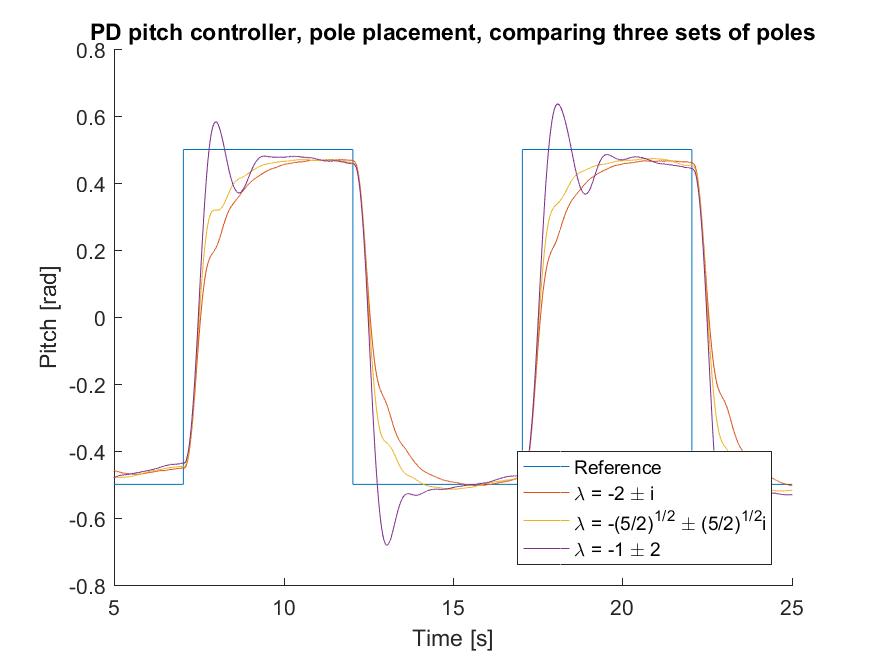 PD pitch controller, pole placement, comparing three sets of poles
0.8
0.6
0.4
0.2
0
-0.2
-0.4
-0.6
-0.8
Pitch [rad]
Reference
λ = -2 ± i
λ = -(5/2)^1/2 ± (5/2)^1/2i
λ = -1 ± 2
5 10 15 20 25
Time [s]